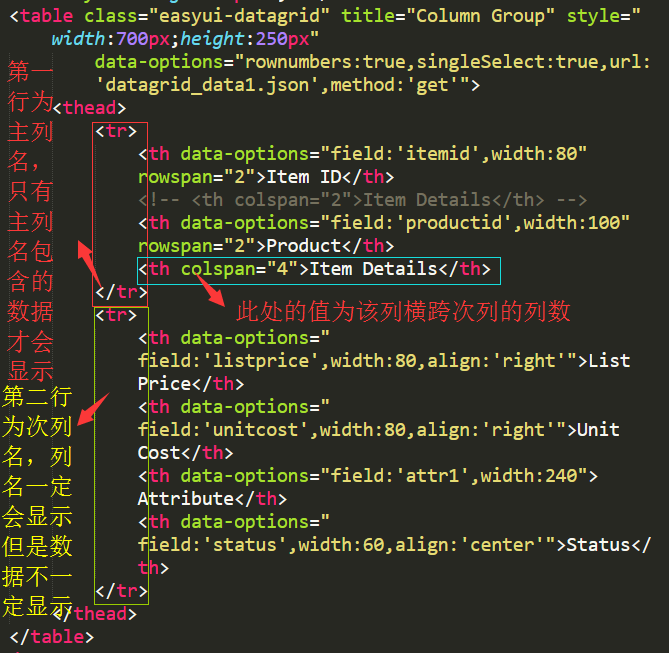 <table class="easyui-datagrid" title="Column Group" style="
width:700px;height:250px"
data-options="rownumbers:true,singleSelect:true,url:
'datagrid_data1.json',method:'get'">
<thead>
<tr>
<th data-options="field:'itemid',width:80"
rowspan="2">Item ID</th>
<!-- <th colspan="2">Item Details</th> -->
<th data-options="field:'productid',width:100"
rowspan="2">Product</th>
<th colspan="4">Item Details</th>
</tr>
<tr>
<th data-options="
field:'listprice',width:80,align:'right'">List
Price</th>
<th data-options="
field:'unitcost',width:80,align:'right'">Unit
Cost</th>
<th data-options="field:'attr1',width:240">
Attribute</th>
<th data-options="
field:'status',width:60,align:'center'">Status</
th>
</tr>
</thead>
</table>
第一
行为
主列
名，
只有
主列
名包
含的
数据
才会
显示
此处的值为该列横跨次列的列数
第二行
为次列
名，列
名一定
会显示
但是数
据不一
定显示